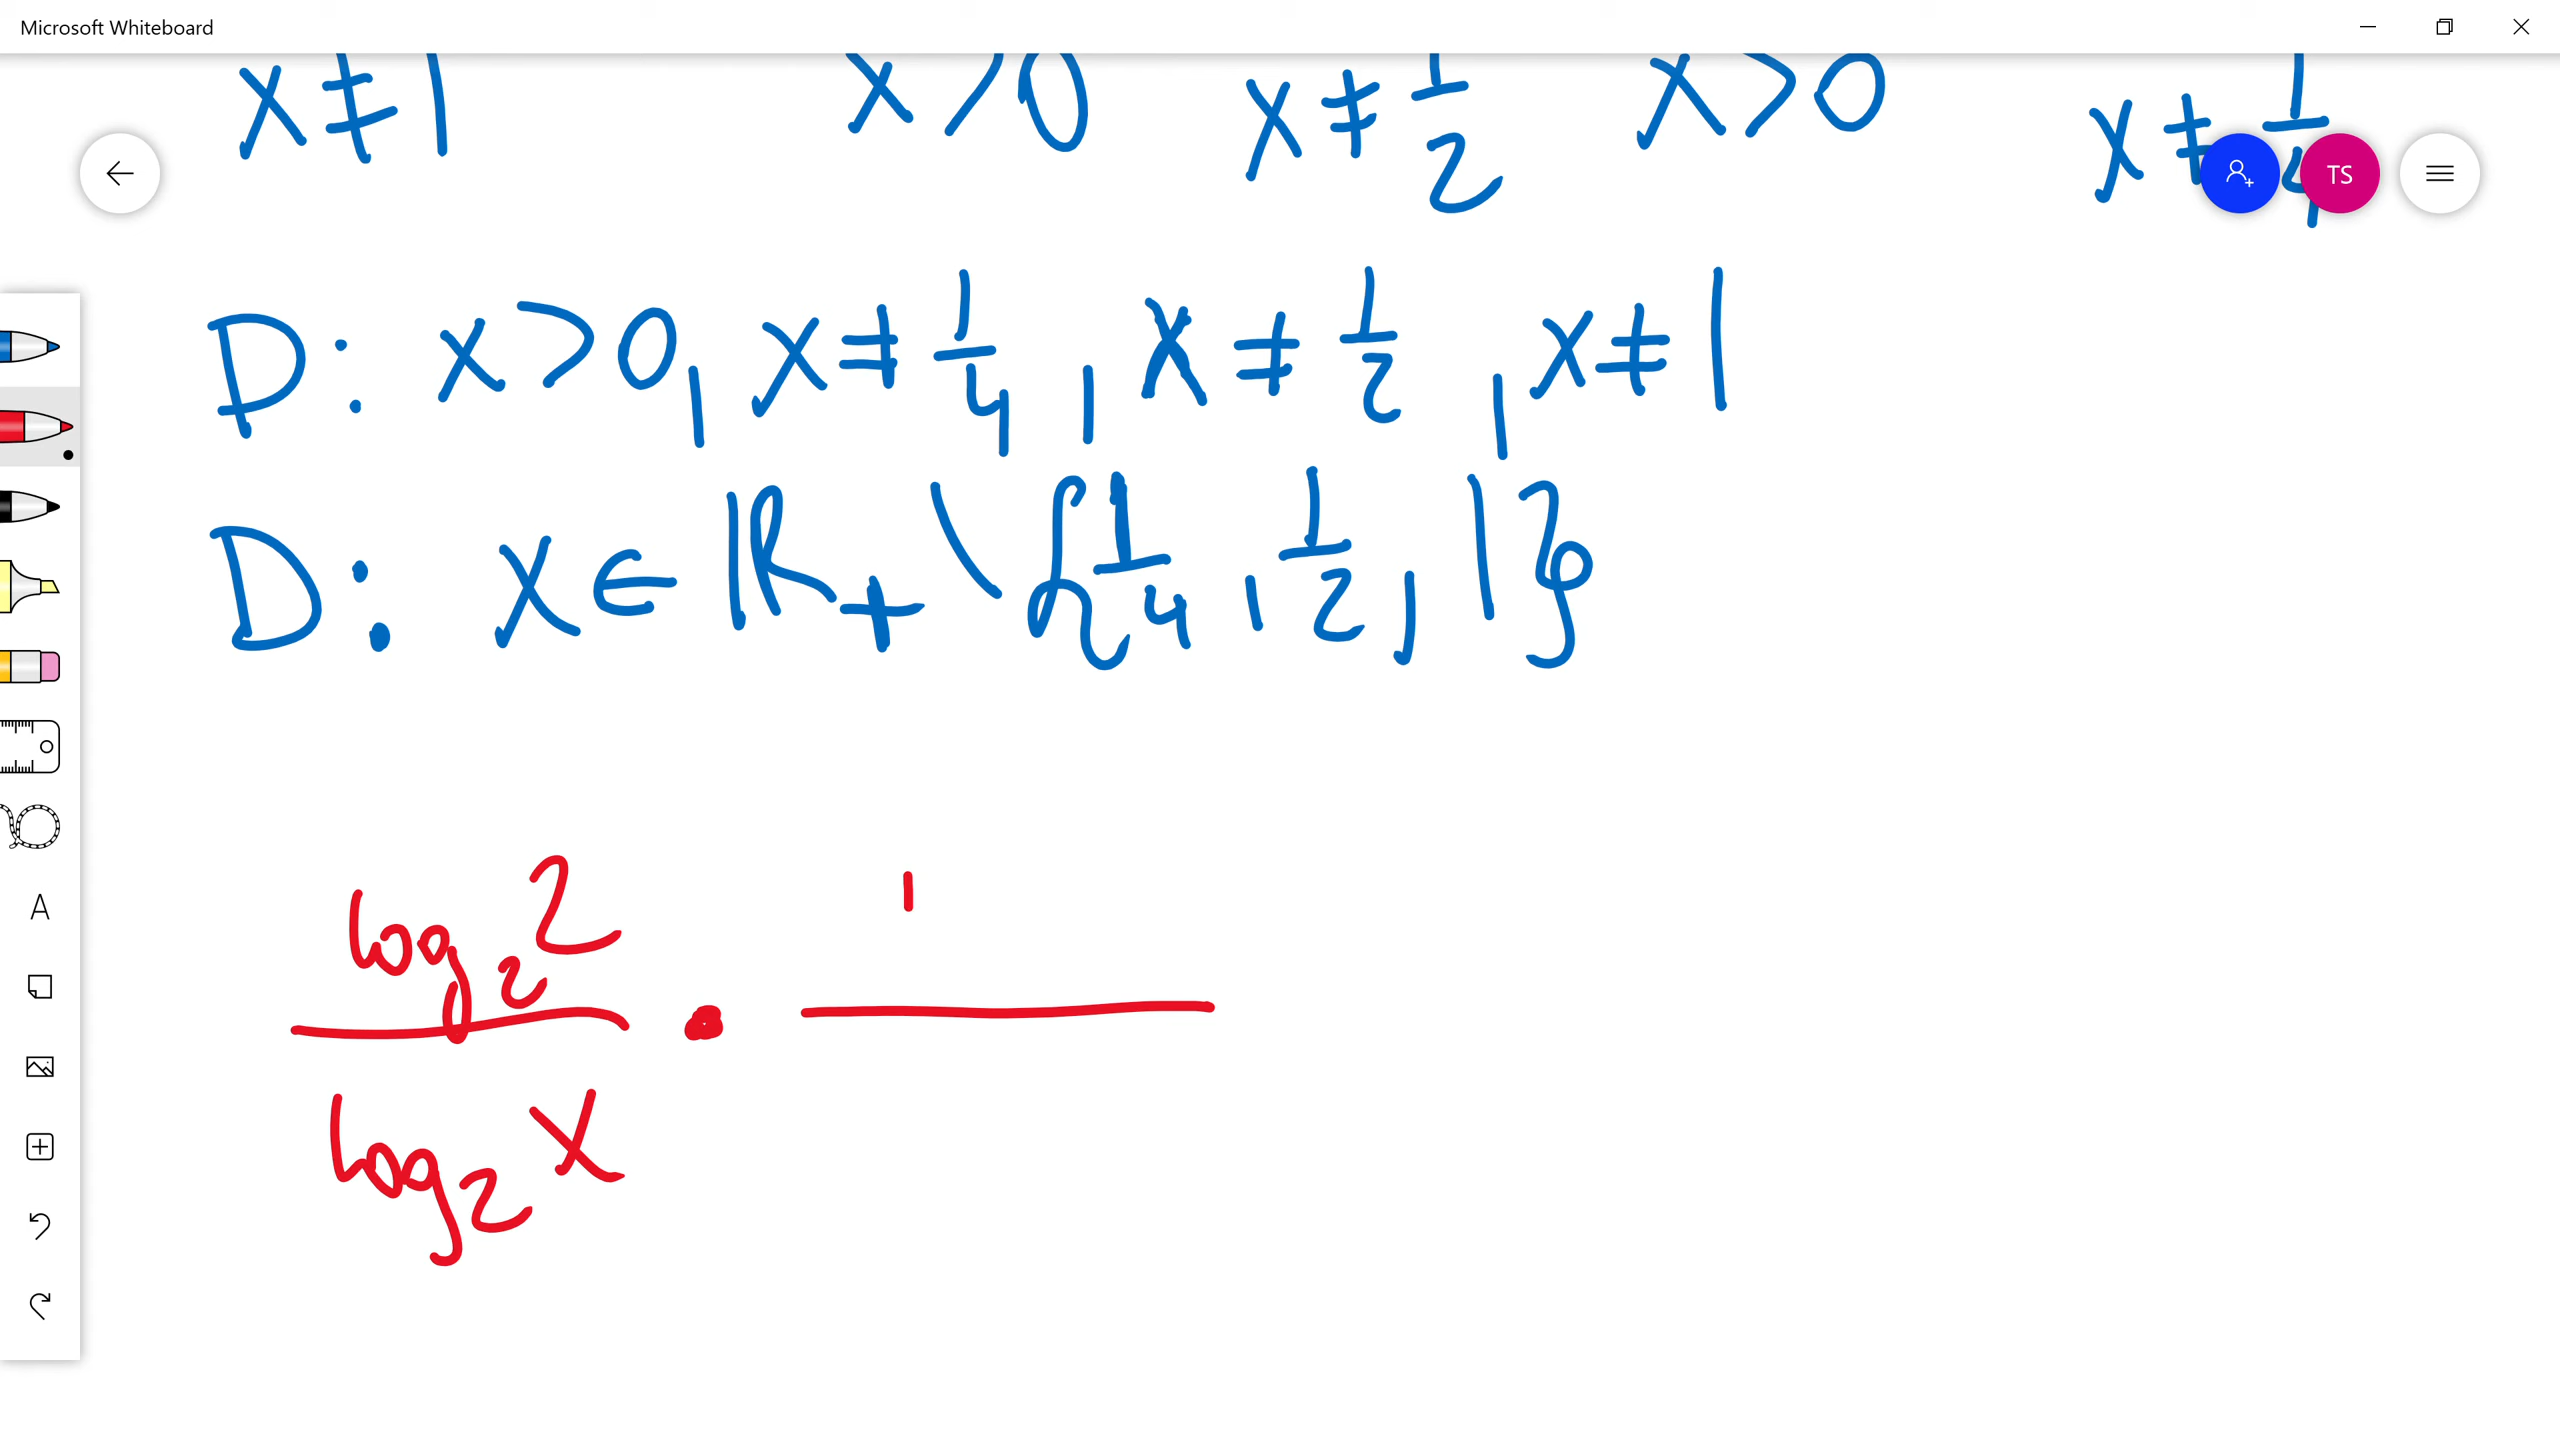 Microsoft Whiteboard
x ≠ 1 x > 0 x ≠ 1/2 x > 0 x ≠ 1/4
TS
D: x > 0, x ≠ 1/4, x ≠ 1/2, x ≠ 1
D: x ∈ ℝ₊ \ {1/4, 1/2, 1}
log₂ 2 / log₂ x ·
A